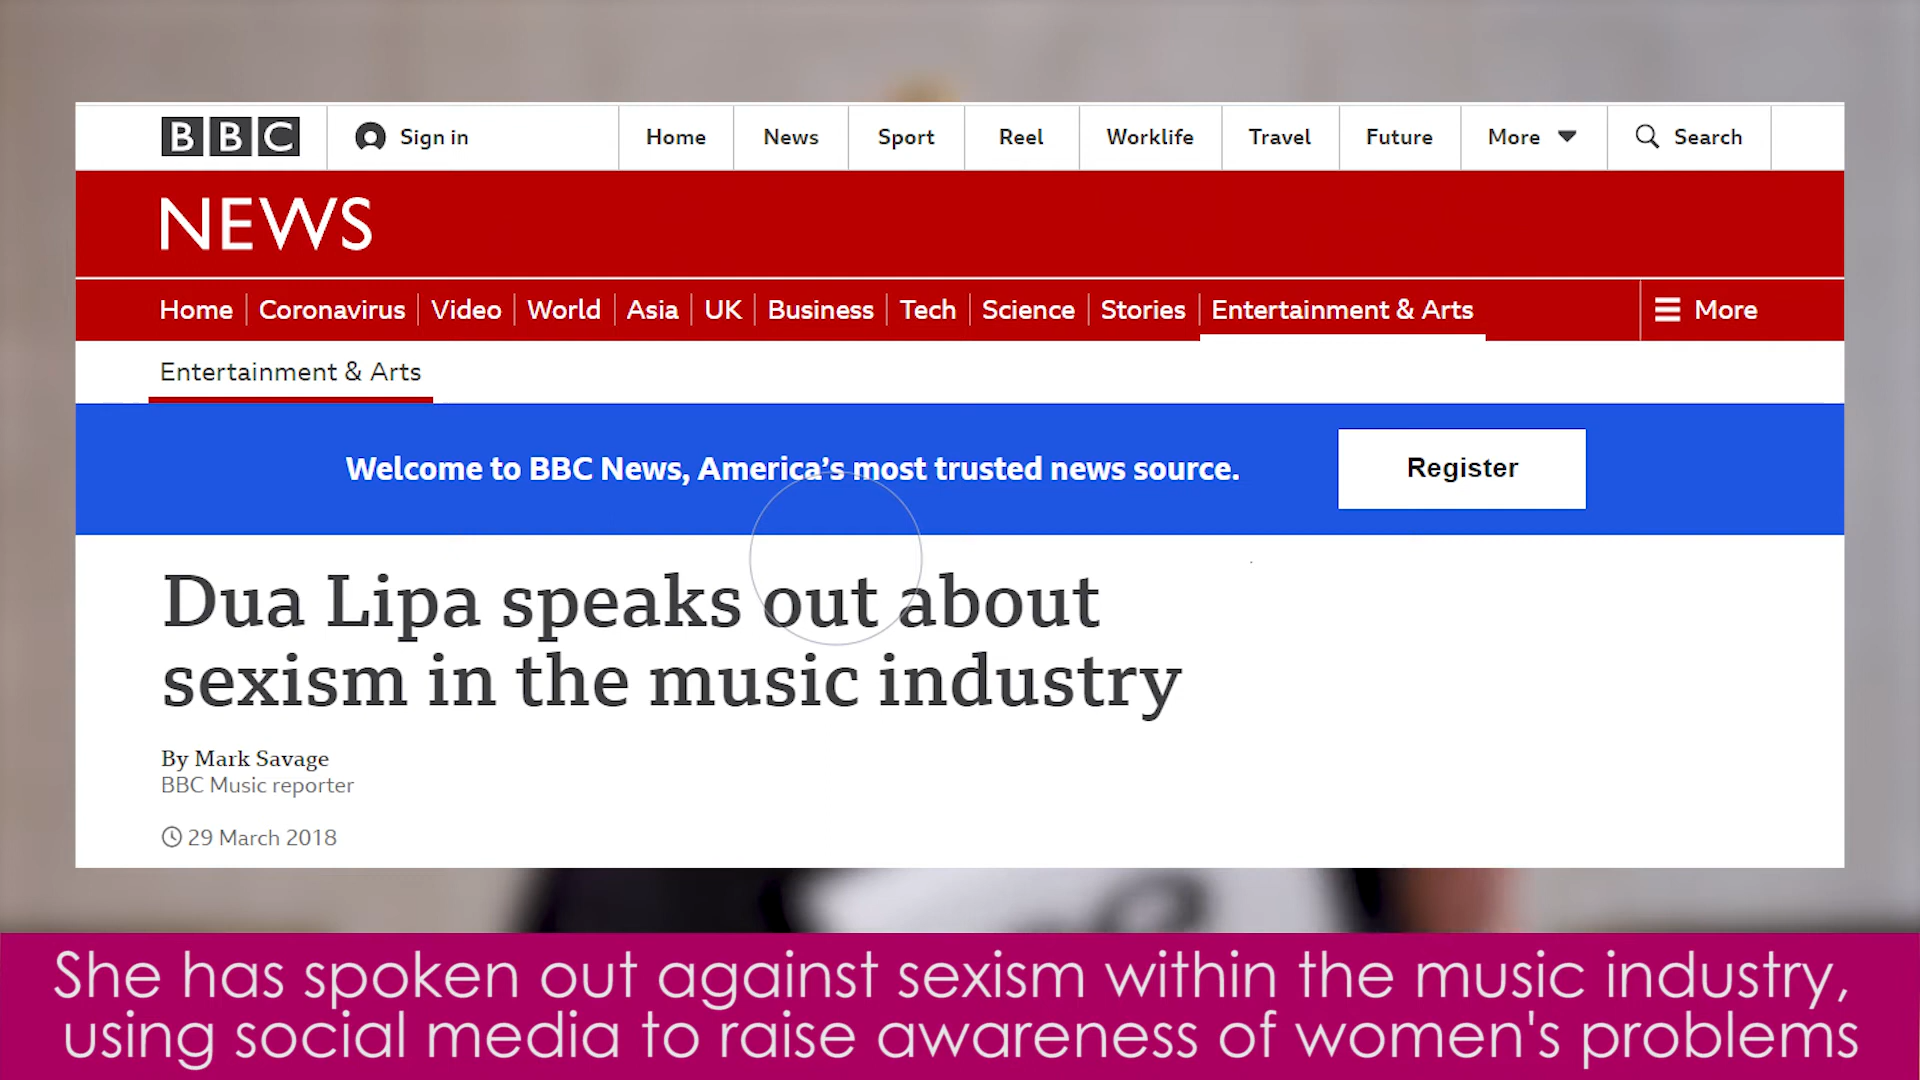 BBC Sign in Home News Sport Reel Worklife Travel Future More Search
NEWS
Home Coronavirus Video World Asia UK Business Tech Science Stories Entertainment & Arts More
Entertainment & Arts
Welcome to BBC News, America's most trusted news source. Register
Dua Lipa speaks out about
sexism in the music industry
By Mark Savage
BBC Music reporter
29 March 2018
She has spoken out against sexism within the music industry,
using social media to raise awareness of women's problems